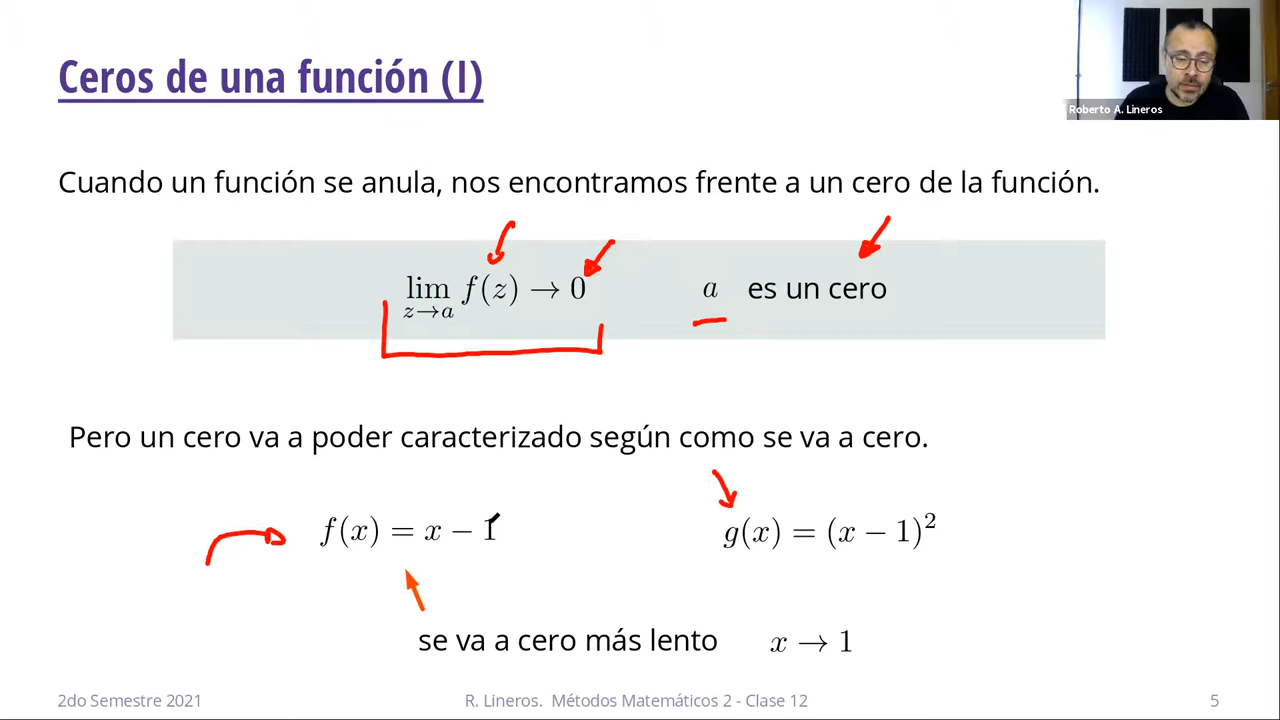 Ceros de una función (I)
Roberto A. Lineros
Cuando un función se anula, nos encontramos frente a un cero de la función.
lim f(z) → 0 a es un cero
z→a
Pero un cero va a poder caracterizado según como se va a cero.
f(x) = x − 1 g(x) = (x − 1)²
se va a cero más lento x → 1
2do Semestre 2021 R. Lineros. Métodos Matemáticos 2 - Clase 12 5